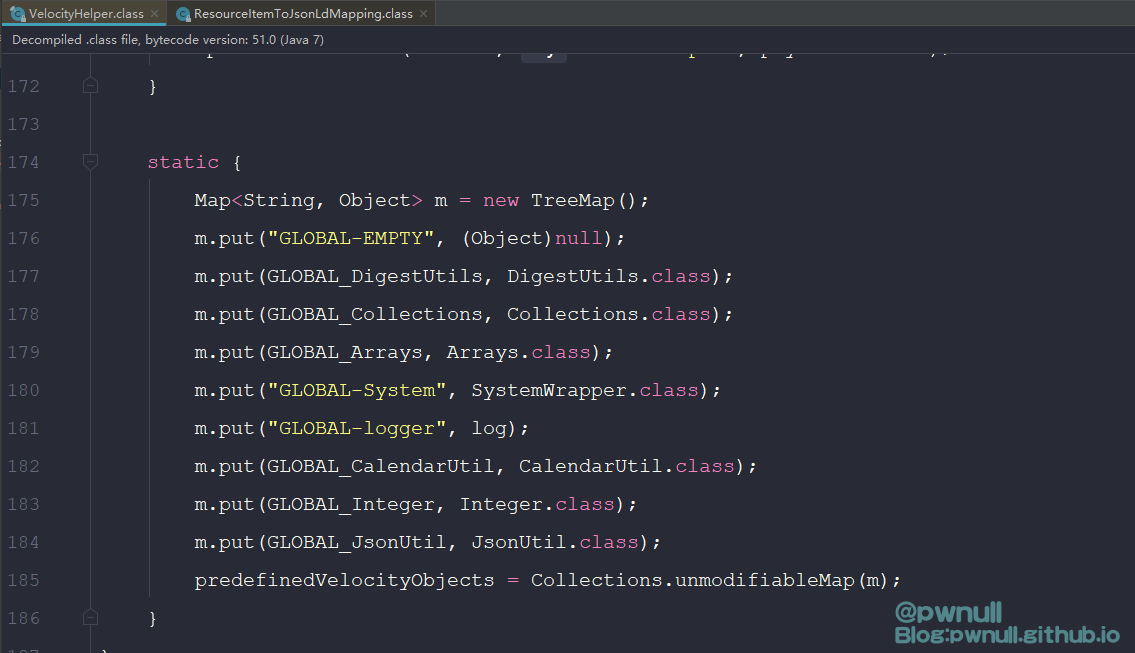 VelocityHelper.class × ResourceItemToJsonLdMapping.class ×
Decompiled .class file, bytecode version: 51.0 (Java 7)
172 }
173
174 static {
175 Map<String, Object> m = new TreeMap();
176 m.put("GLOBAL-EMPTY", (Object)null);
177 m.put(GLOBAL_DigestUtils, DigestUtils.class);
178 m.put(GLOBAL_Collections, Collections.class);
179 m.put(GLOBAL_Arrays, Arrays.class);
180 m.put("GLOBAL-System", SystemWrapper.class);
181 m.put("GLOBAL-logger", log);
182 m.put(GLOBAL_CalendarUtil, CalendarUtil.class);
183 m.put(GLOBAL_Integer, Integer.class);
184 m.put(GLOBAL_JsonUtil, JsonUtil.class);
185 predefinedVelocityObjects = Collections.unmodifiableMap(m);
186 }
@pwnull
Blog:pwnull.github.io